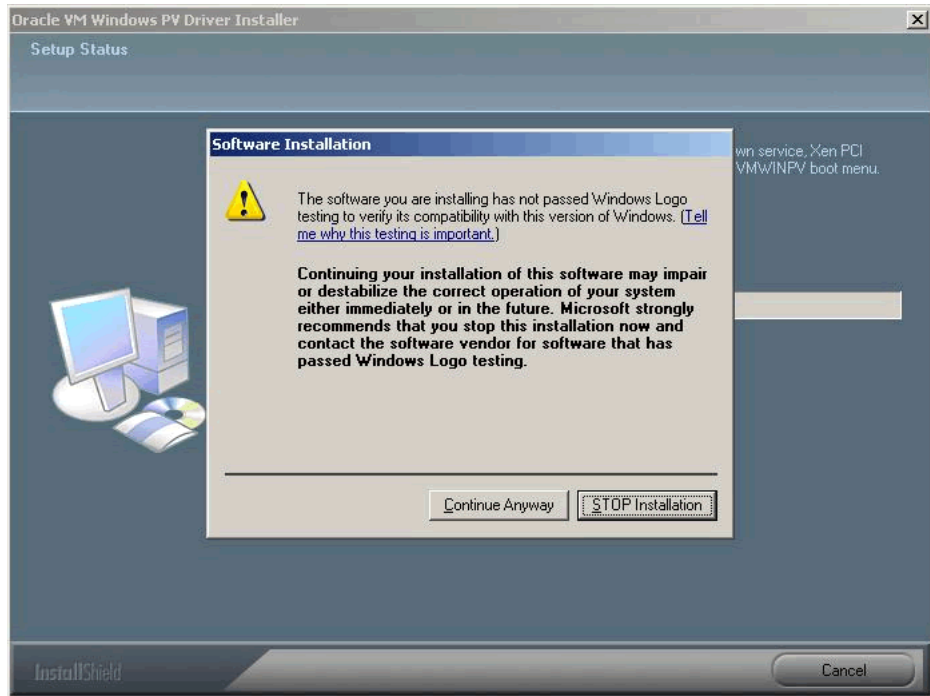 Oracle VM Windows PV Driver Installer
Setup Status
Software Installation
wn service, Xen PCI
VMWINPV boot menu.
The software you are installing has not passed Windows Logo
testing to verify its compatibility with this version of Windows. (Tell
me why this testing is important.)
Continuing your installation of this software may impair
or destabilize the correct operation of your system
either immediately or in the future. Microsoft strongly
recommends that you stop this installation now and
contact the software vendor for software that has
passed Windows Logo testing.
Continue Anyway
STOP Installation
InstallShield
Cancel